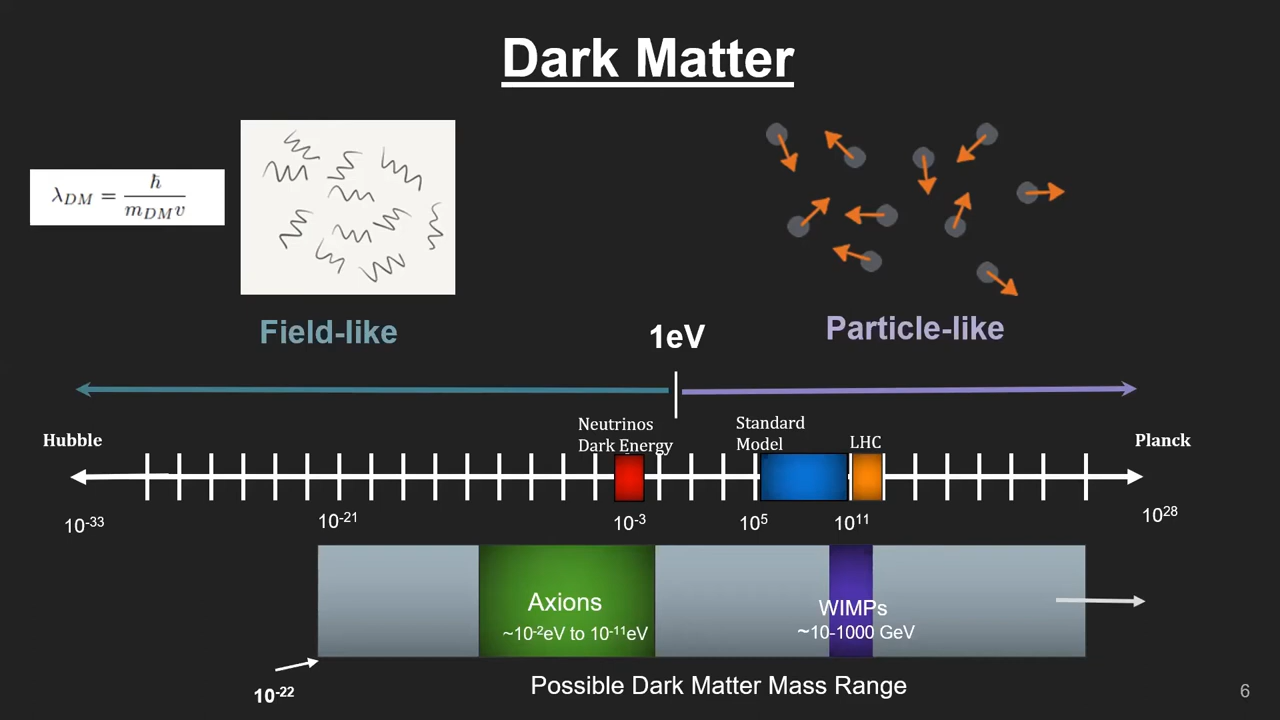 Dark Matter
λ_DM = ħ / (m_DM v)
Field-like
1eV
Particle-like
Hubble
Neutrinos
Dark Energy
Standard
Model
LHC
Planck
10⁻³³
10⁻²¹
10⁻³
10⁵
10¹¹
10²⁸
Axions
~10⁻²eV to 10⁻¹¹eV
WIMPs
~10-1000 GeV
10⁻²²
Possible Dark Matter Mass Range
6